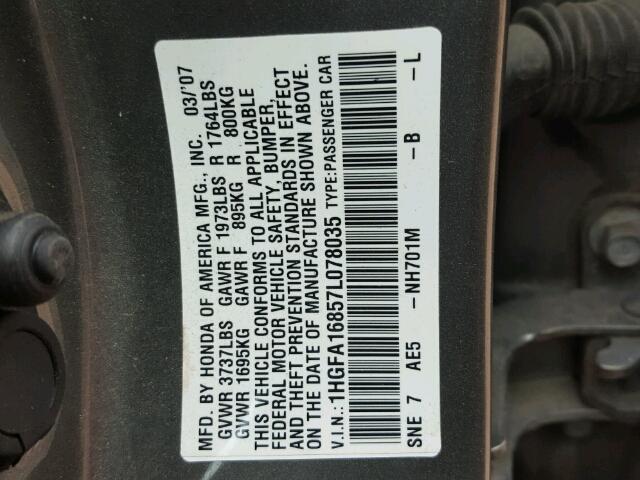 MFD. BY HONDA OF AMERICA MFG., INC. 03/'07
GVWR 3737LBS GAWR F 1973LBS R 1764LBS
GVWR 1695KG GAWR F 895KG R 800KG
THIS VEHICLE CONFORMS TO ALL APPLICABLE
FEDERAL MOTOR VEHICLE SAFETY, BUMPER,
AND THEFT PREVENTION STANDARDS IN EFFECT
ON THE DATE OF MANUFACTURE SHOWN ABOVE.
V.I.N.: 1HGFA16857L078035 TYPE:PASSENGER CAR
SNE 7 AE5 -NH701M -B -L